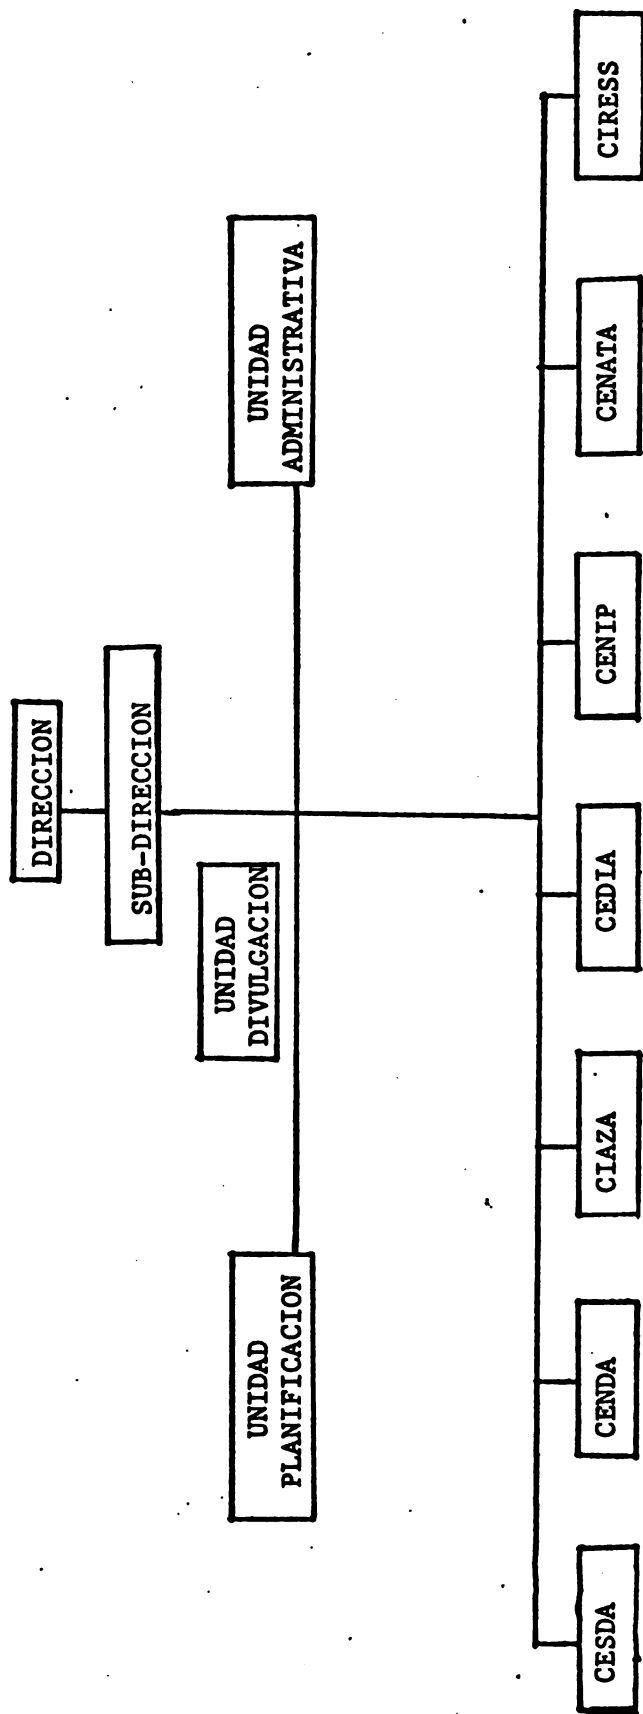 DIRECCION
SUB-DIRECCION
UNIDAD
DIVULGACION
UNIDAD
PLANIFICACION
UNIDAD
ADMINISTRATIVA
CESDA
CENDA
CIAZA
CEDIA
CENIP
CENATA
CIRESS